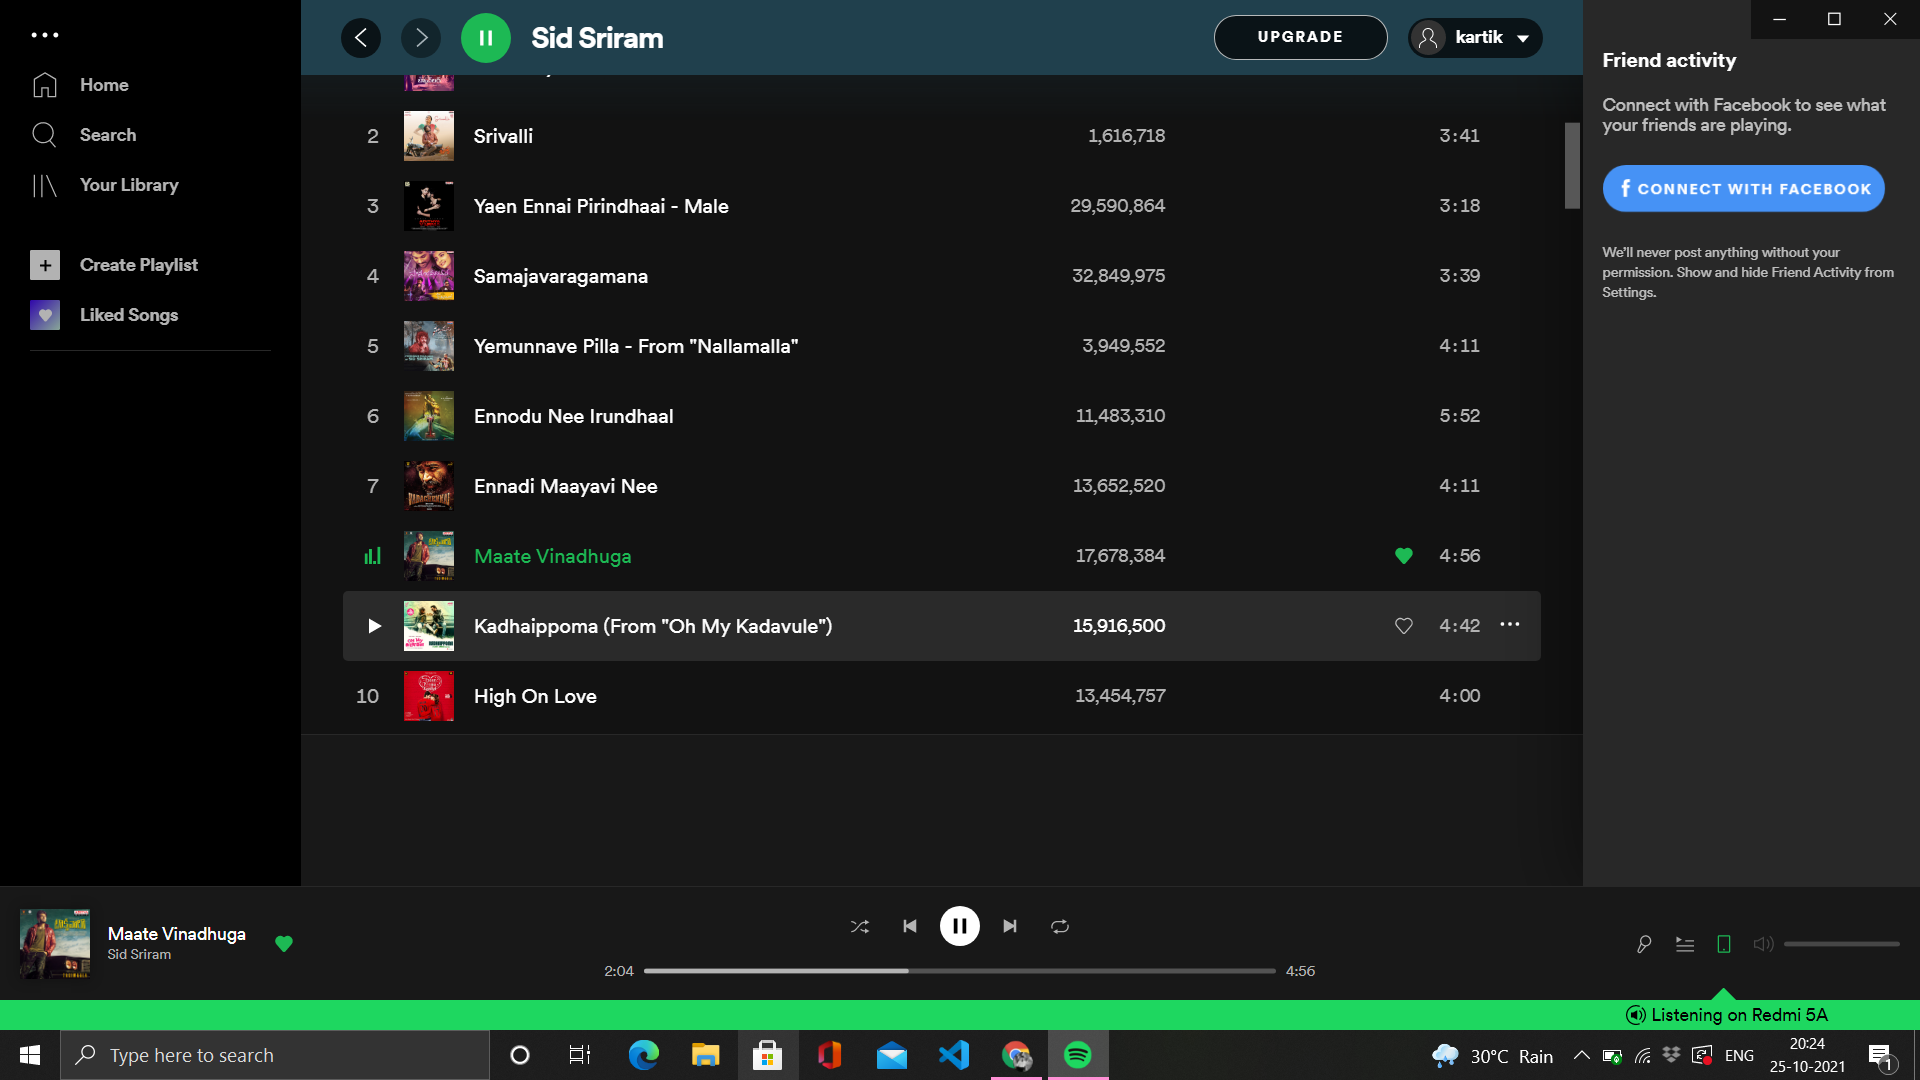 Sid Sriram
UPGRADE
kartik
Home
Search
Your Library
Create Playlist
Liked Songs
2 Srivalli 1,616,718 3:41
3 Yaen Ennai Pirindhaai - Male 29,590,864 3:18
4 Samajavaragamana 32,849,975 3:39
5 Yemunnave Pilla - From "Nallamalla" 3,949,552 4:11
6 Ennodu Nee Irundhaal 11,483,310 5:52
7 Ennadi Maayavi Nee 13,652,520 4:11
Maate Vinadhuga 17,678,384 4:56
Kadhaippoma (From "Oh My Kadavule") 15,916,500 4:42
10 High On Love 13,454,757 4:00
Friend activity
Connect with Facebook to see what
your friends are playing.
f CONNECT WITH FACEBOOK
We'll never post anything without your
permission. Show and hide Friend Activity from
Settings.
Maate Vinadhuga
Sid Sriram
2:04
4:56
Listening on Redmi 5A
Type here to search
30°C Rain
ENG
20:24
25-10-2021
1